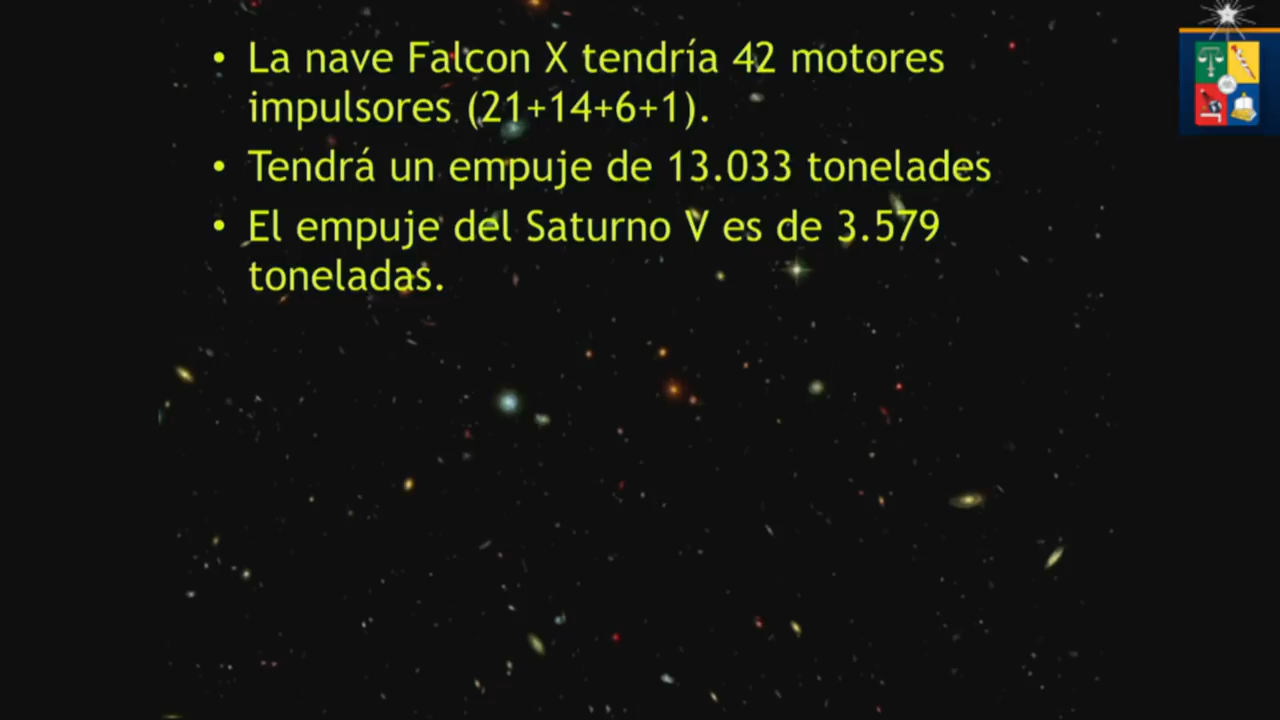 • La nave Falcon X tendría 42 motores
impulsores (21+14+6+1).
• Tendrá un empuje de 13.033 tonelades
• El empuje del Saturno V es de 3.579
toneladas.